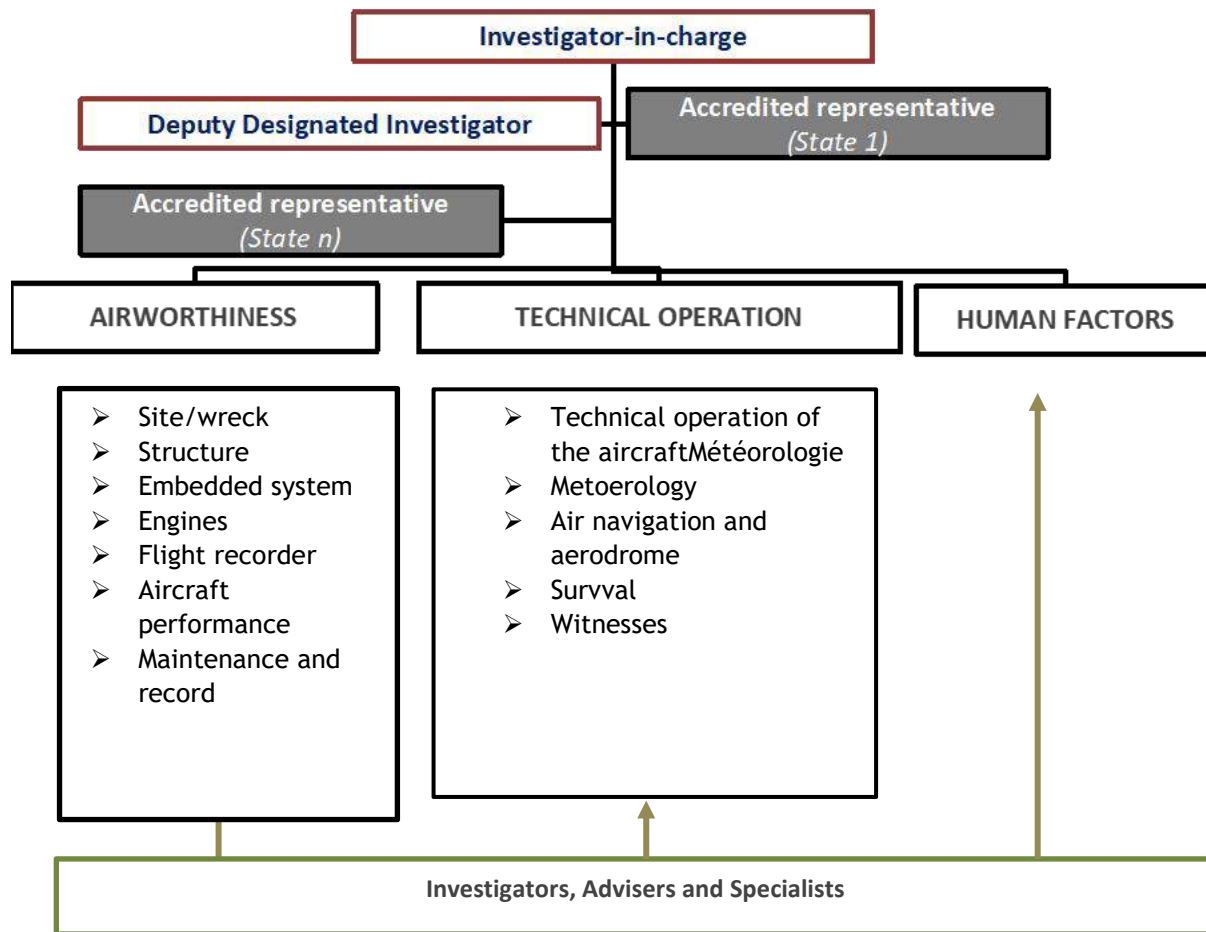 Investigator-in-charge
Deputy Designated Investigator
Accredited representative
(State 1)
Accredited representative
(State n)
AIRWORTHINESS
TECHNICAL OPERATION
HUMAN FACTORS
➢ Site/wreck
➢ Structure
➢ Embedded system
➢ Engines
➢ Flight recorder
➢ Aircraft
performance
➢ Maintenance and
record
➢ Technical operation of
the aircraftMétéorologie
➢ Metoerology
➢ Air navigation and
aerodrome
➢ Survval
➢ Witnesses
Investigators, Advisers and Specialists